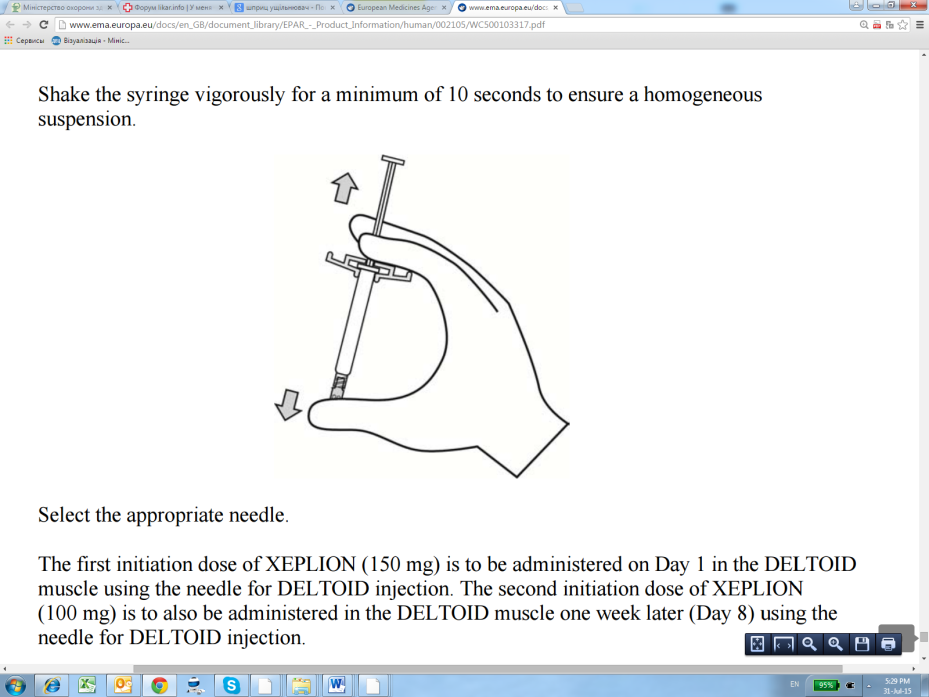 Міністерство охорони зд
Форум likar.info | У мене
шприц ущільнювач - По
European Medicines Age
www.ema.europa.eu/docs
www.ema.europa.eu/docs/en_GB/document_library/EPAR_-_Product_Information/human/002105/WC500103317.pdf
Сервисы
Візуалізація - Мініс...
Shake the syringe vigorously for a minimum of 10 seconds to ensure a homogeneous
suspension.
Select the appropriate needle.
The first initiation dose of XEPLION (150 mg) is to be administered on Day 1 in the DELTOID
muscle using the needle for DELTOID injection. The second initiation dose of XEPLION
(100 mg) is to also be administered in the DELTOID muscle one week later (Day 8) using the
needle for DELTOID injection.
EN
95%
5:29 PM
31-Jul-15